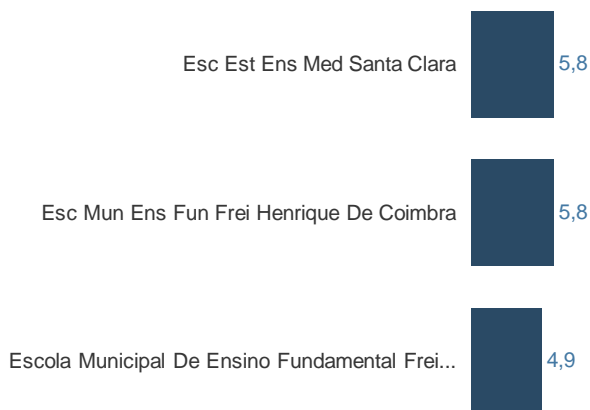 Esc Est Ens Med Santa Clara 5,8
Esc Mun Ens Fun Frei Henrique De Coimbra 5,8
Escola Municipal De Ensino Fundamental Frei... 4,9